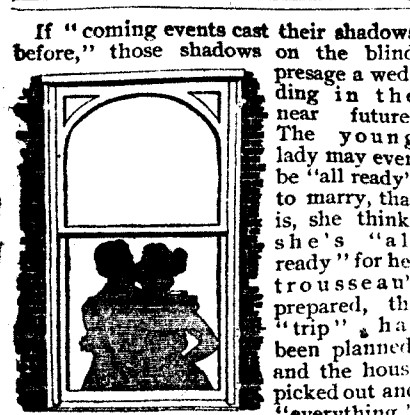 If "coming events cast their shadows
before," those shadows on the blind
presage a wed-
ding in the
near future.
The young
lady may even
be "all ready"
to marry, that
is, she thinks
she's "all
ready" for her
trousseau's
prepared, the
"trip" has
been planned
and the house
picked out and
"everything."